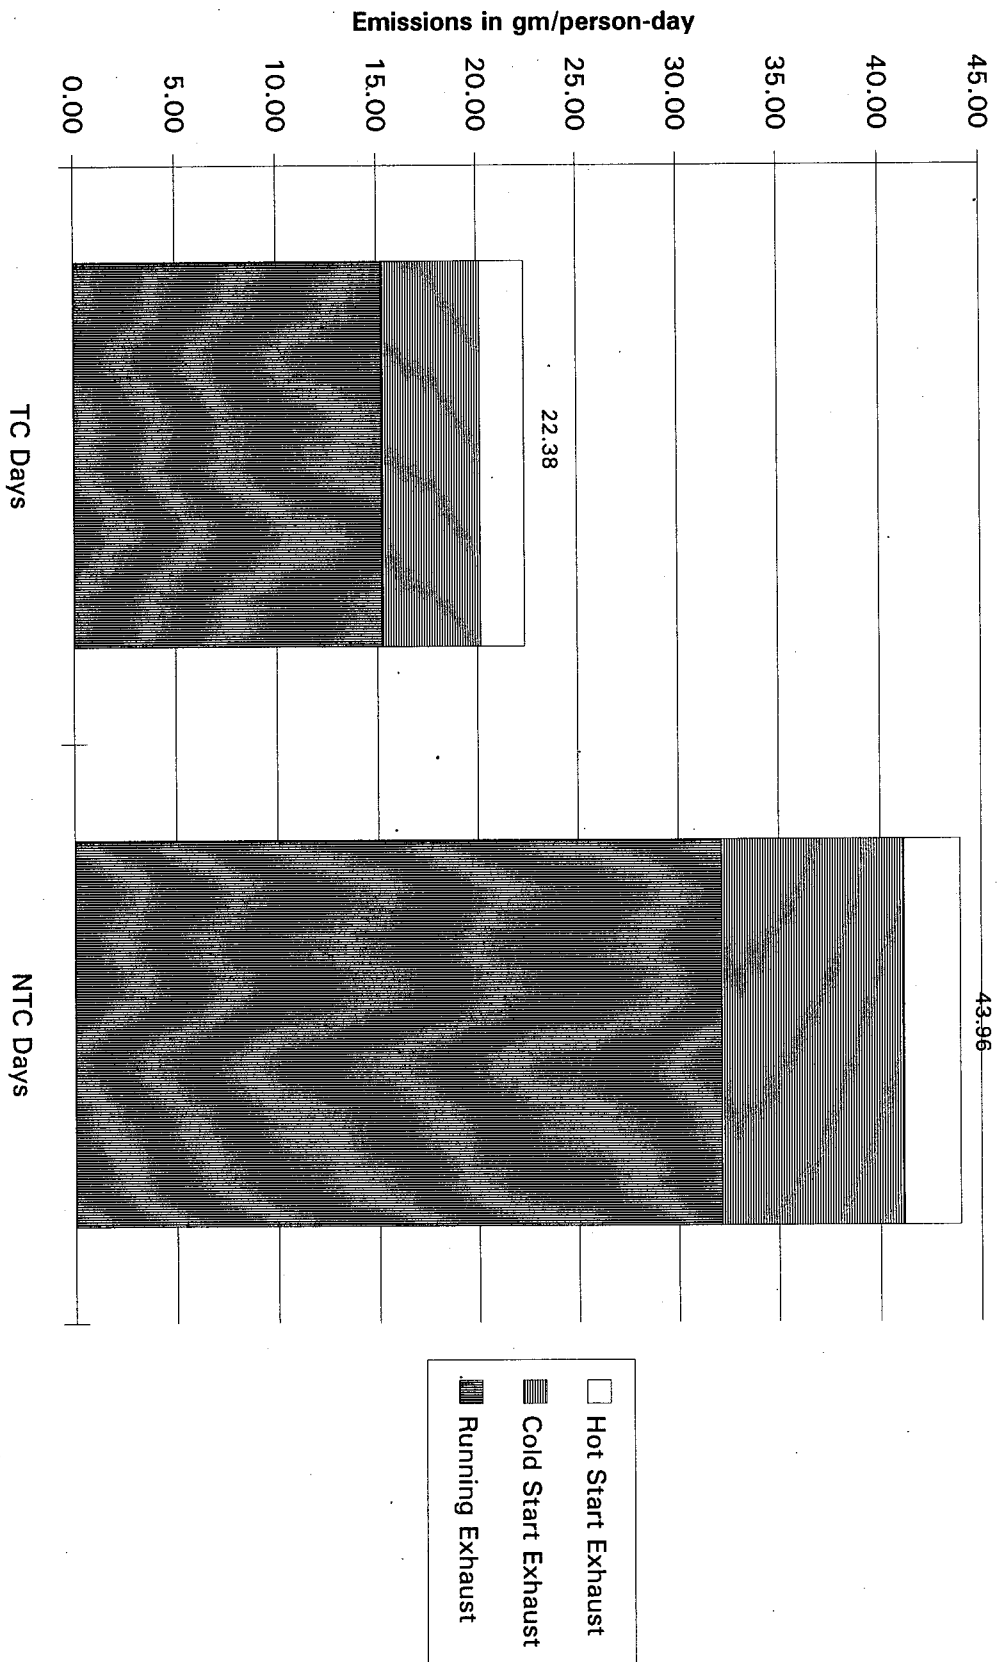 Emissions in gm/person-day
45.00
40.00
35.00
30.00
25.00
20.00
15.00
10.00
5.00
0.00
22.38
43.96
TC Days
NTC Days
Hot Start Exhaust
Cold Start Exhaust
Running Exhaust